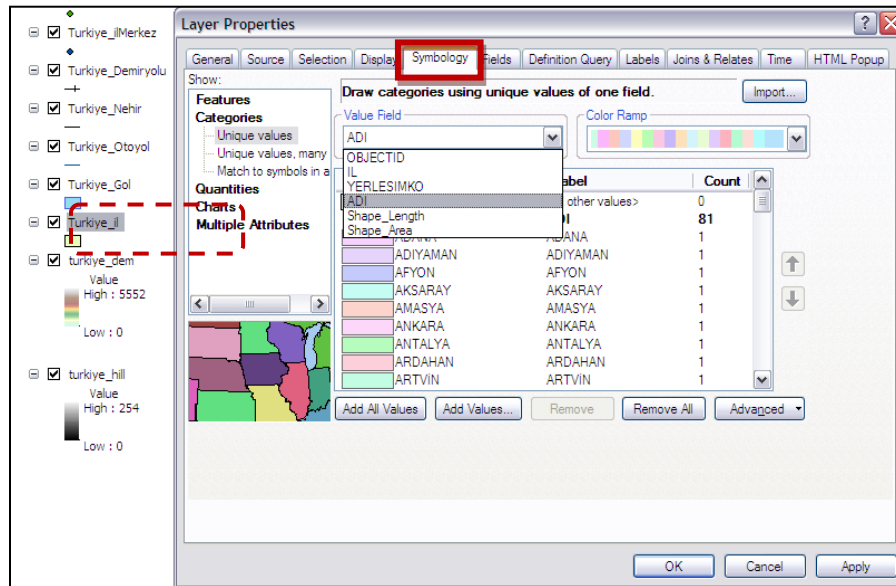 Turkiye_ilMerkez
Turkiye_Demiryolu
Turkiye_Nehir
Turkiye_Otoyol
Turkiye_Gol
Turkiye_il
turkiye_dem
Value
High : 5552
Low : 0
turkiye_hill
Value
High : 254
Low : 0
Layer Properties
General Source Selection Display Symbology Fields Definition Query Labels Joins & Relates Time HTML Popup
Show:
Features
Categories
Unique values
Unique values, many
Match to symbols in a
Quantities
Charts
Multiple Attributes
Draw categories using unique values of one field.
Import...
Value Field
ADI
Color Ramp
OBJECTID
IL
YERLESIMKO
ADI
Shape_Length
Shape_Area
abel Count
other values> 0
DI 81
ADANA ADANA 1
ADIYAMAN ADIYAMAN 1
AFYON AFYON 1
AKSARAY AKSARAY 1
AMASYA AMASYA 1
ANKARA ANKARA 1
ANTALYA ANTALYA 1
ARDAHAN ARDAHAN 1
ARTVİN ARTVİN 1
Add All Values Add Values... Remove Remove All Advanced
OK Cancel Apply